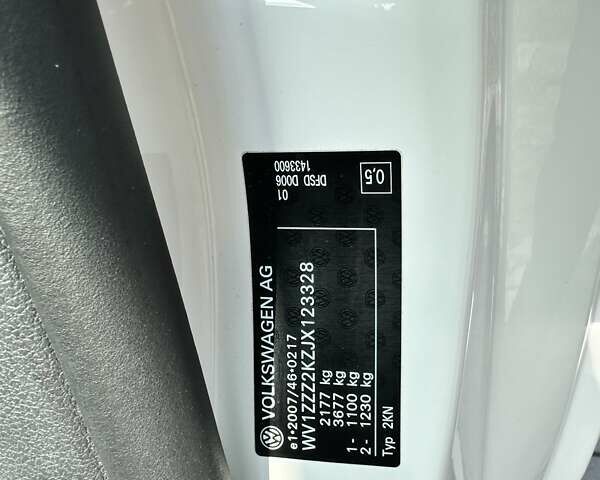 VOLKSWAGEN AG
e1*2007/46*0217
WV1ZZZ2KZJX123328
2177 kg
3677 kg
1- 1100 kg
2- 1230 kg
Typ 2KN
01
DFSD D006
1433600
0,5